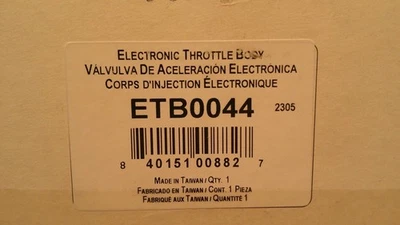 ELECTRONIC THROTTLE BODY
VÁLVULVA DE ACELERACIÓN ELECTRÓNICA
CORPS D'INJECTION ÉLECTRONIQUE
ETB0044 2305
8 40151 00882 7
MADE IN TAIWAN / QTY. 1
FABRICADO EN TAIWAN / CONT. 1 PIEZA
FABRIQUÉ AUX TAIWAN / QUANTITÉ 1